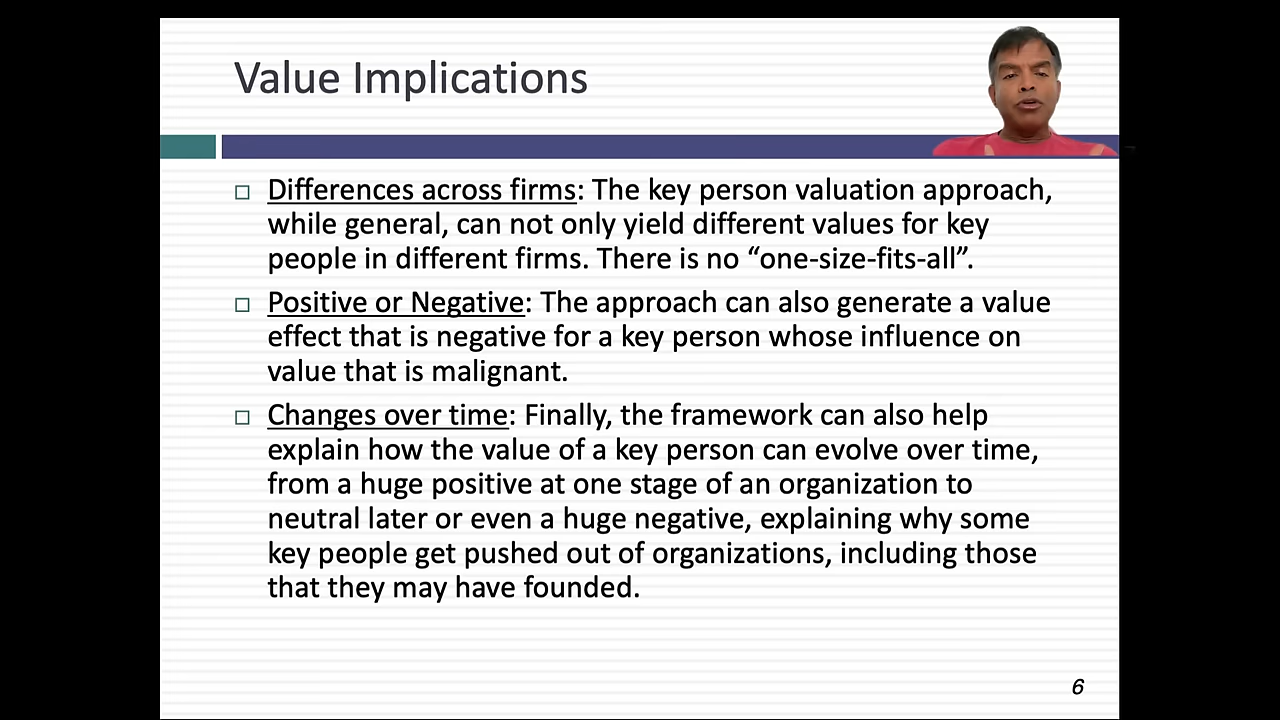 Value Implications
Differences across firms: The key person valuation approach,
while general, can not only yield different values for key
people in different firms. There is no “one-size-fits-all”.
Positive or Negative: The approach can also generate a value
effect that is negative for a key person whose influence on
value that is malignant.
Changes over time: Finally, the framework can also help
explain how the value of a key person can evolve over time,
from a huge positive at one stage of an organization to
neutral later or even a huge negative, explaining why some
key people get pushed out of organizations, including those
that they may have founded.
6